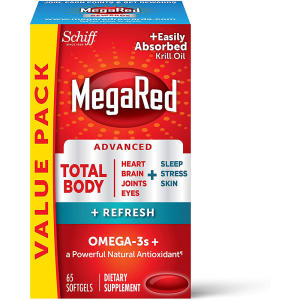 Schiff
+Easily
Absorbed
Krill Oil
MegaRed
VALUE PACK
ADVANCED
TOTAL
BODY
HEART
BRAIN
JOINTS
EYES
+
SLEEP
STRESS
SKIN
+ REFRESH
OMEGA-3s +
a Powerful Natural Antioxidant¶
65
SOFTGELS
DIETARY
SUPPLEMENT